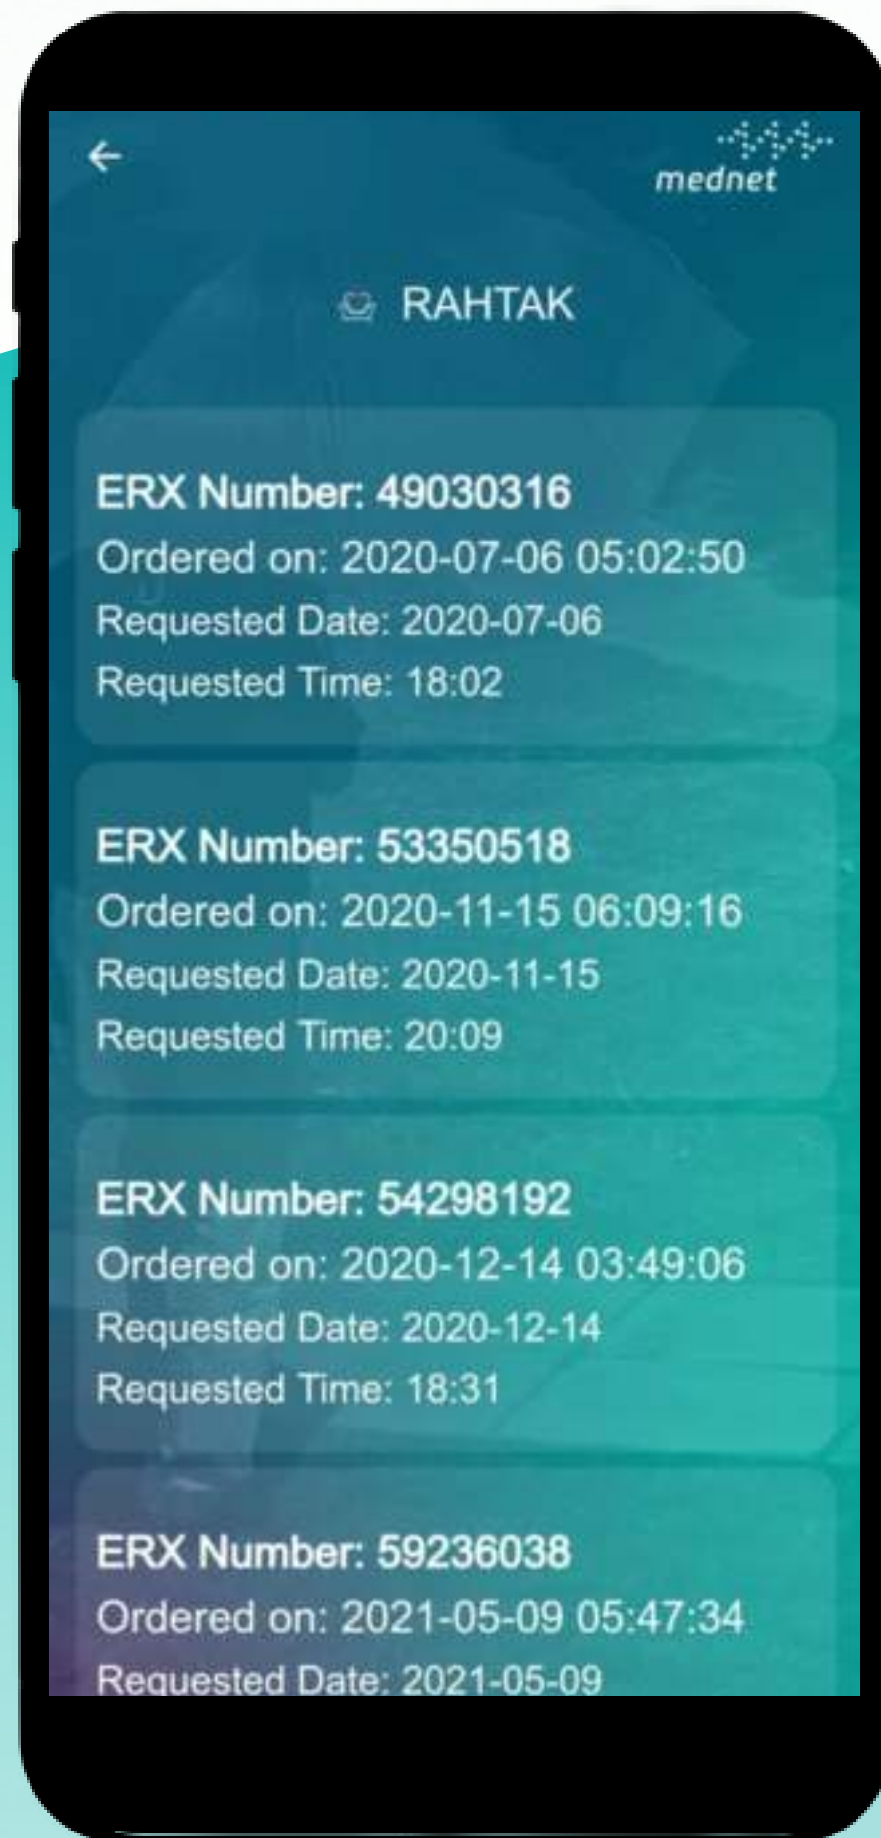 mednet
RAHTAK
ERX Number: 49030316
Ordered on: 2020-07-06 05:02:50
Requested Date: 2020-07-06
Requested Time: 18:02
ERX Number: 53350518
Ordered on: 2020-11-15 06:09:16
Requested Date: 2020-11-15
Requested Time: 20:09
ERX Number: 54298192
Ordered on: 2020-12-14 03:49:06
Requested Date: 2020-12-14
Requested Time: 18:31
ERX Number: 59236038
Ordered on: 2021-05-09 05:47:34
Requested Date: 2021-05-09